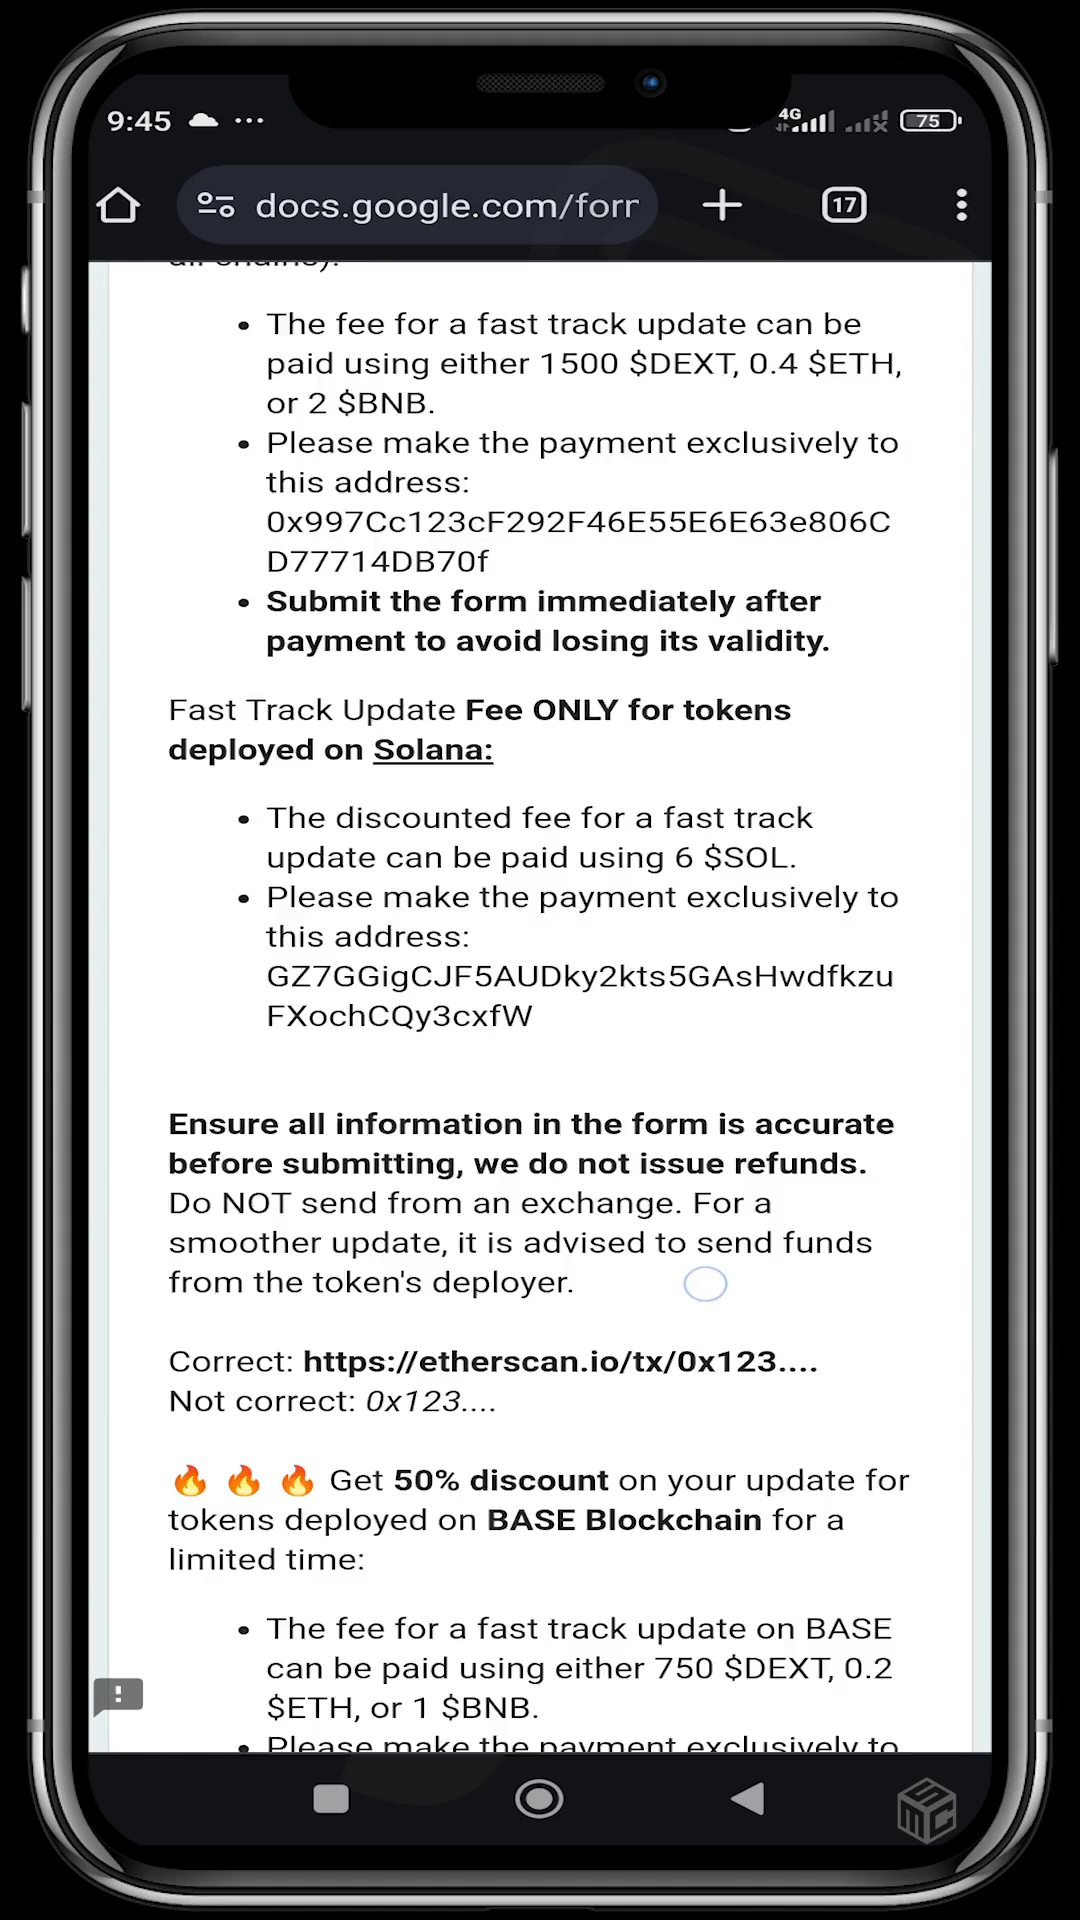 9:45
4G
75
docs.google.com/forr
17
all chains):
• The fee for a fast track update can be
paid using either 1500 $DEXT, 0.4 $ETH,
or 2 $BNB.
• Please make the payment exclusively to
this address:
0x997Cc123cF292F46E55E6E63e806C
D77714DB70f
• Submit the form immediately after
payment to avoid losing its validity.
Fast Track Update Fee ONLY for tokens
deployed on Solana:
• The discounted fee for a fast track
update can be paid using 6 $SOL.
• Please make the payment exclusively to
this address:
GZ7GGigCJF5AUDky2kts5GAsHwdfkzu
FXochCQy3cxfW
Ensure all information in the form is accurate
before submitting, we do not issue refunds.
Do NOT send from an exchange. For a
smoother update, it is advised to send funds
from the token's deployer.
Correct: https://etherscan.io/tx/0x123....
Not correct: 0x123....
🔥 🔥 🔥 Get 50% discount on your update for
tokens deployed on BASE Blockchain for a
limited time:
• The fee for a fast track update on BASE
can be paid using either 750 $DEXT, 0.2
$ETH, or 1 $BNB.
• Please make the payment exclusively to